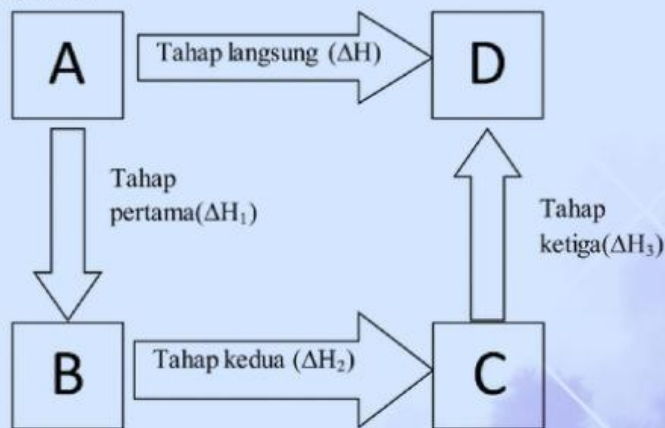 A
Tahap langsung (ΔH)
D
Tahap
pertama(ΔH₁)
Tahap
ketiga(ΔH₃)
B
Tahap kedua (ΔH₂)
C